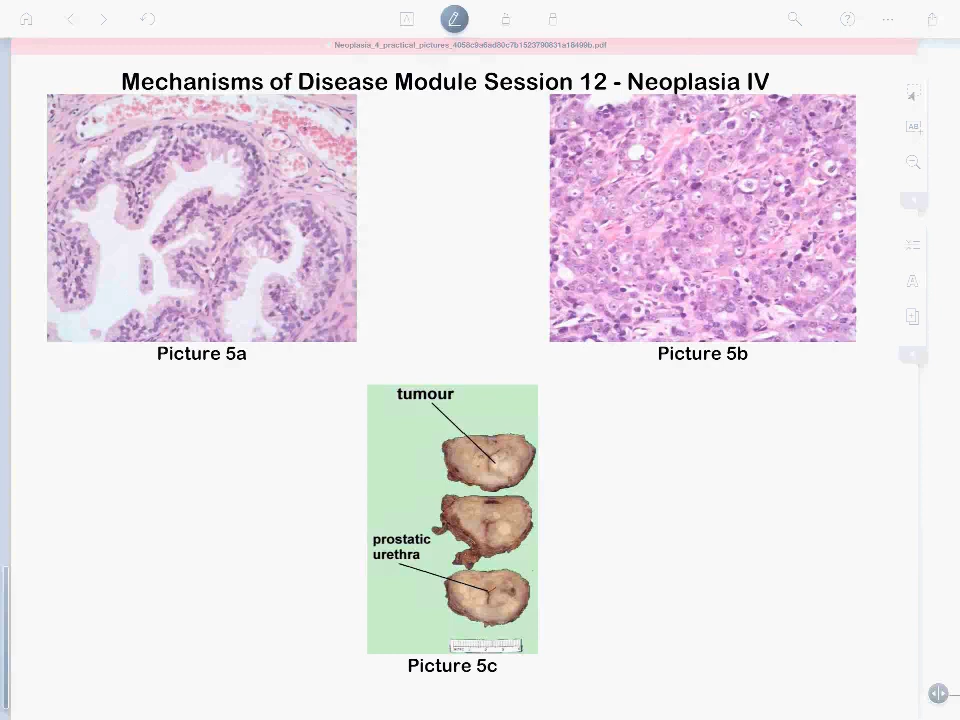 Mechanisms of Disease Module Session 12 - Neoplasia IV
Picture 5a
Picture 5b
tumour
prostatic
urethra
Picture 5c